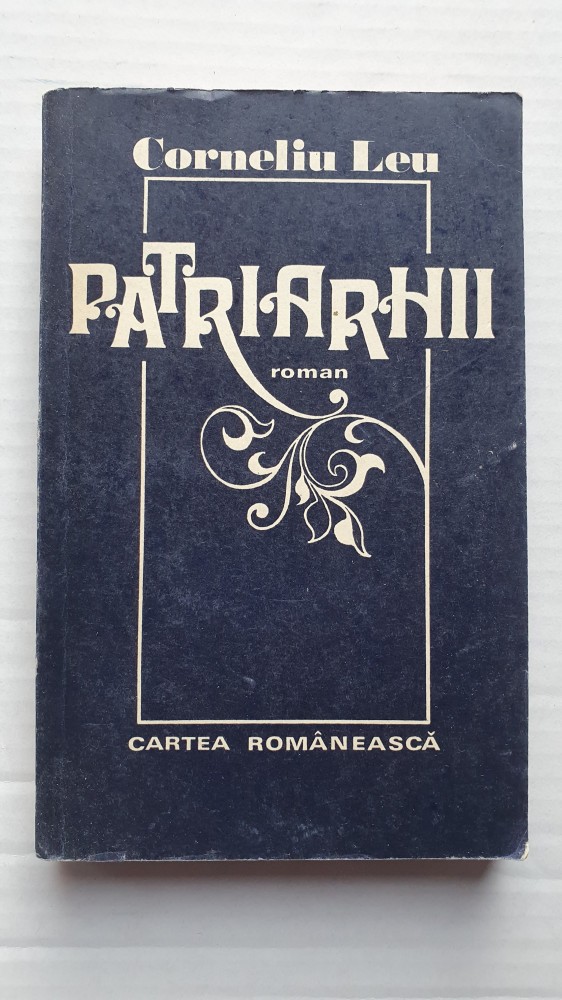 Corneliu Leu
PATRIARHII
roman
CARTEA ROMÂNEASCĂ